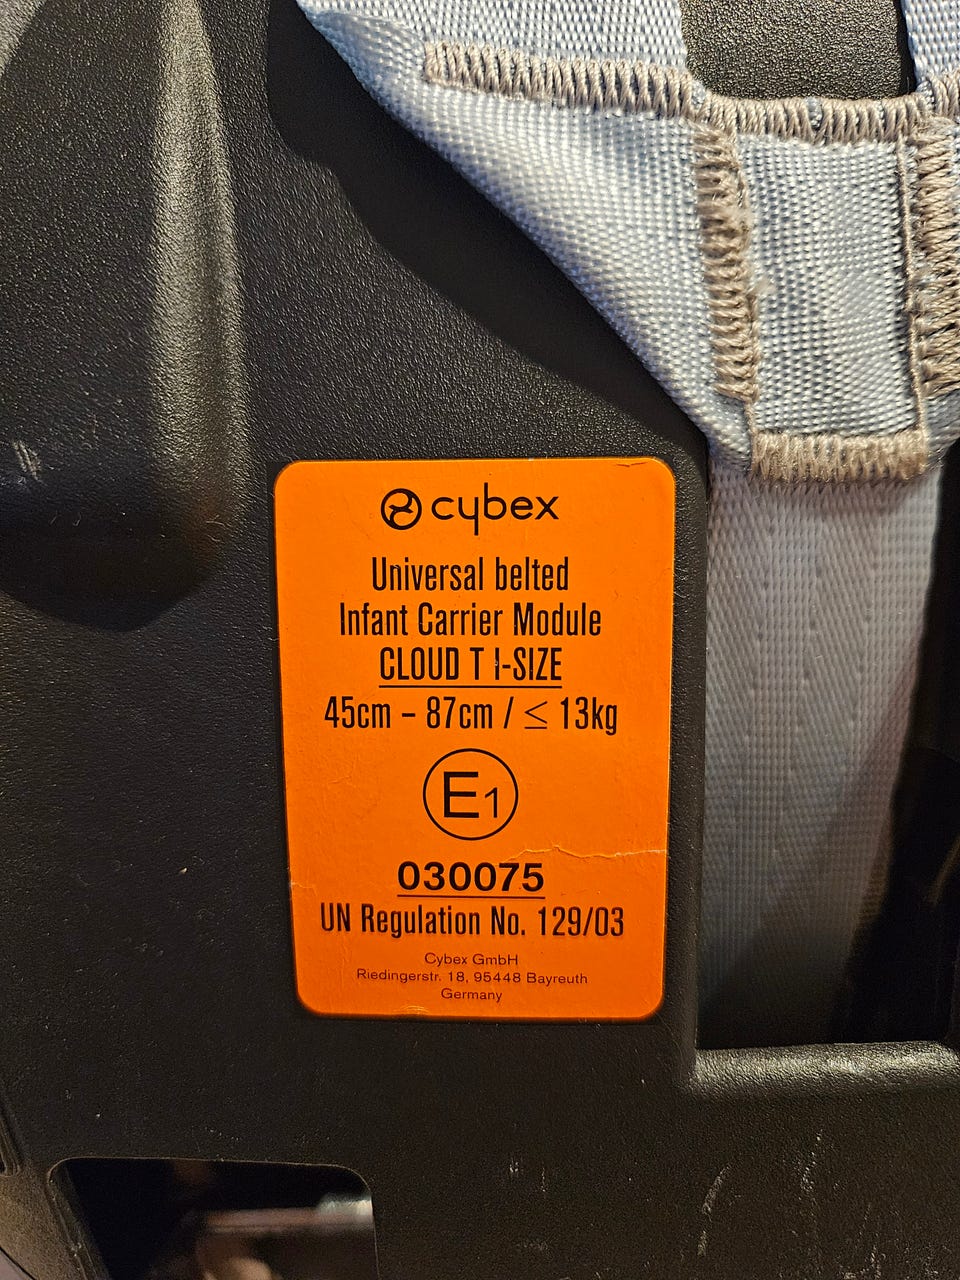 cybex
Universal belted
Infant Carrier Module
CLOUD T I-SIZE
45cm – 87cm / ≤ 13kg
E1
030075
UN Regulation No. 129/03
Cybex GmbH
Riedingerstr. 18, 95448 Bayreuth
Germany